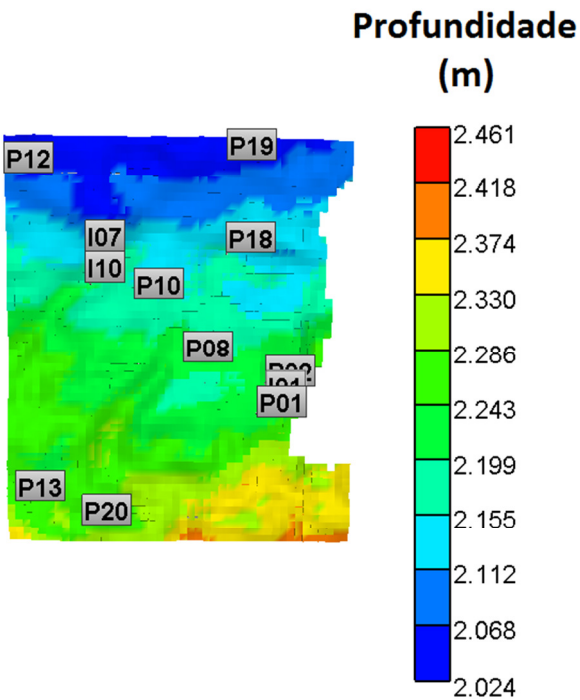 Profundidade
(m)
P12
P19
I07
P18
I10
P10
P08
P01
P13
P20
2.461
2.418
2.374
2.330
2.286
2.243
2.199
2.155
2.112
2.068
2.024